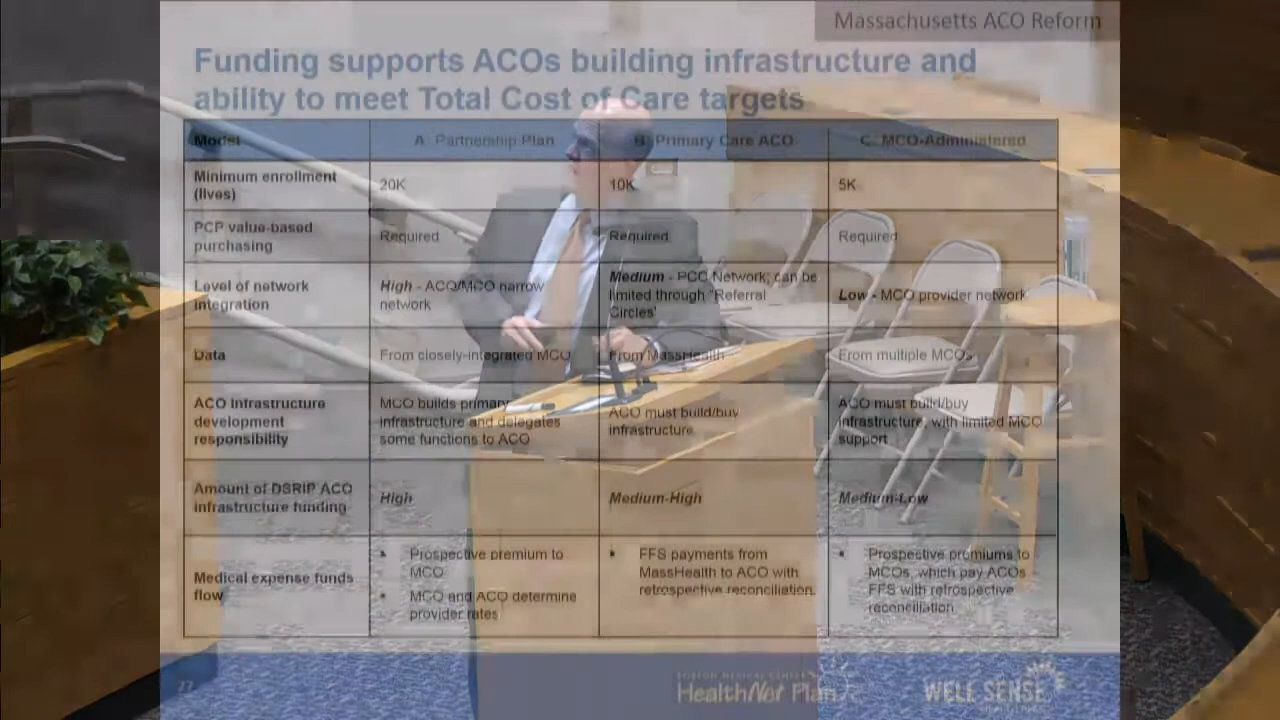 Massachusetts ACO Reform
Funding supports ACOs building infrastructure and
ability to meet Total Cost of Care targets
Model
A: Partnership Plan
B: Primary Care ACO
C: MCO-Administered
Minimum enrollment
(lives)
20K
10K
5K
PCP value-based
purchasing
Required
Required
Required
Level of network
integration
High - ACO/MCO narrow
network
Medium - PCC Network; can be
limited through "Referral
Circles'
Low - MCO provider network
Data
From closely-integrated MCO
From MassHealth
From multiple MCOs
ACO infrastructure
development
responsibility
MCO builds primary
infrastructure and delegates
some functions to ACO
ACO must build/buy
infrastructure
ACO must build/buy
infrastructure, with limited MCO
support
Amount of DSRIP ACO
infrastructure funding
High
Medium-High
Medium-Low
Medical expense funds
flow
• Prospective premium to
MCO
• MCO and ACO determine
provider rates
• FFS payments from
MassHealth to ACO with
retrospective reconciliation.
• Prospective premiums to
MCOs, which pay ACOs
FFS with retrospective
reconciliation
27
BOSTON MEDICAL CENTER
HealthNet Plan
WELL SENSE